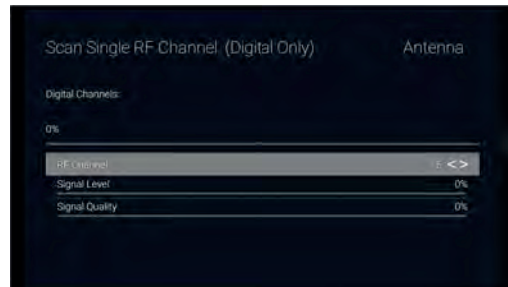 Scan Single RF Channel (Digital Only) Antenna
Digital Channels:
0%
RF Channel <>
Signal Level 0%
Signal Quality 0%